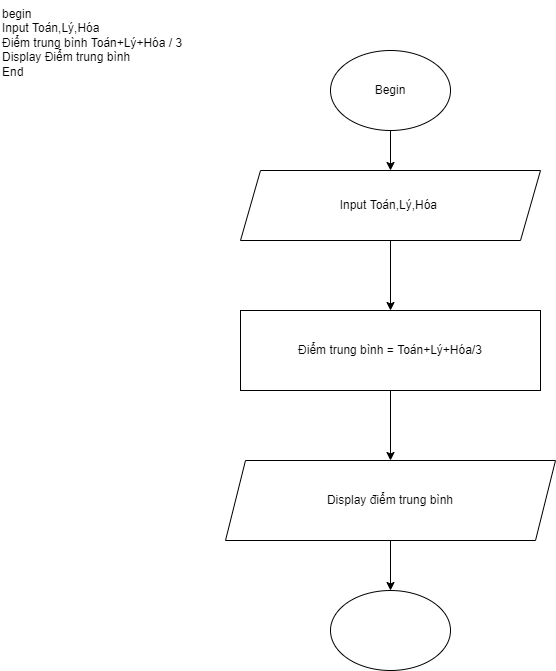 begin
Input Toán,Lý,Hóa
Điểm trung bình Toán+Lý+Hóa / 3
Display Điểm trung bình
End
Begin
Input Toán,Lý,Hóa
Điểm trung bình = Toán+Lý+Hóa/3
Display điểm trung bình